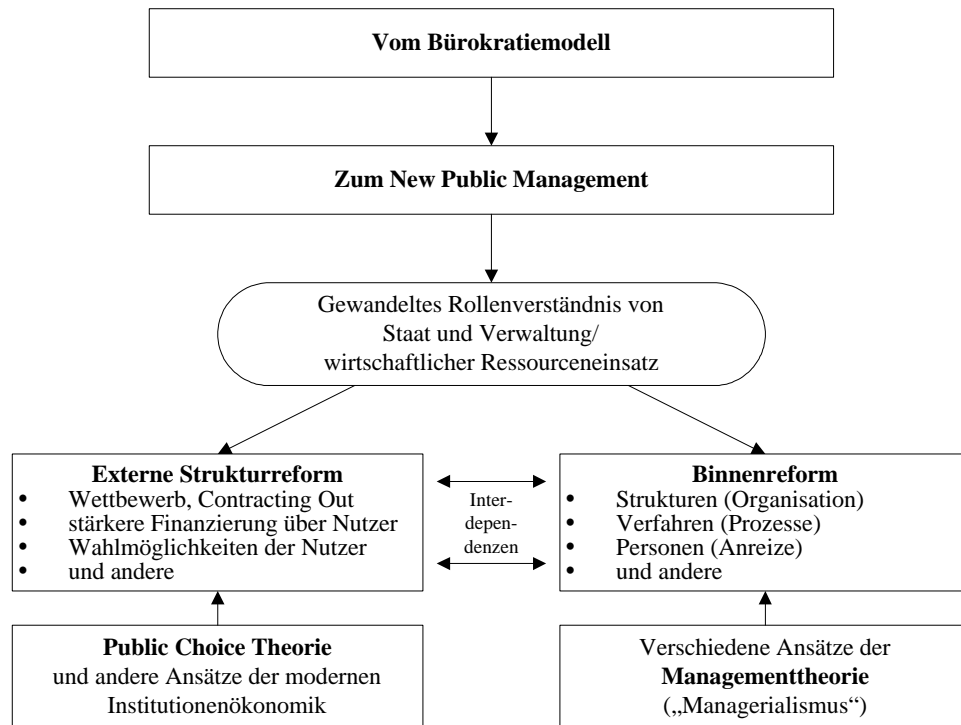 Vom Bürokratiemodell
Zum New Public Management
Gewandeltes Rollenverständnis von
Staat und Verwaltung/
wirtschaftlicher Ressourceneinsatz
Externe Strukturreform
• Wettbewerb, Contracting Out
• stärkere Finanzierung über Nutzer
• Wahlmöglichkeiten der Nutzer
• und andere
Inter-
depen-
denzen
Binnenreform
• Strukturen (Organisation)
• Verfahren (Prozesse)
• Personen (Anreize)
• und andere
Public Choice Theorie
und andere Ansätze der modernen
Institutionenökonomik
Verschiedene Ansätze der
Managementtheorie
(„Managerialismus“)